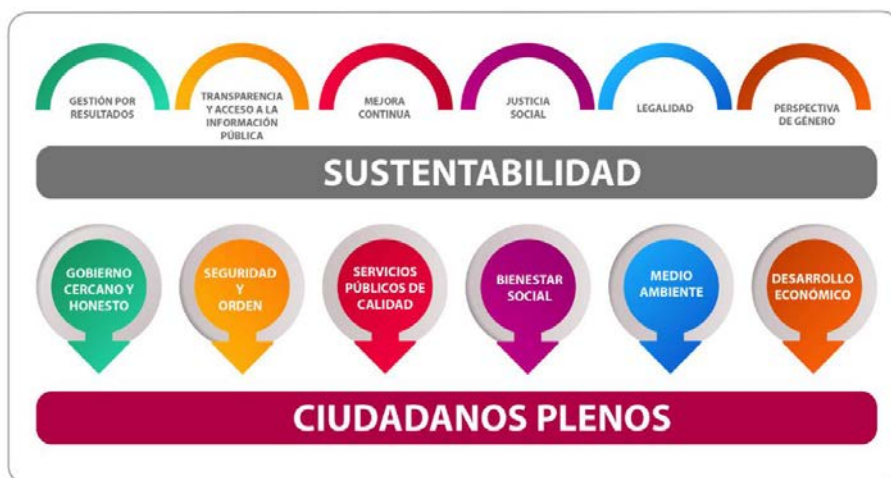 GESTIÓN POR
RESULTADOS
TRANSPARENCIA
Y ACCESO A LA
INFORMACIÓN
PÚBLICA
MEJORA
CONTINUA
JUSTICIA
SOCIAL
LEGALIDAD
PERSPECTIVA
DE GÉNERO
SUSTENTABILIDAD
GOBIERNO
CERCANO Y
HONESTO
SEGURIDAD
Y
ORDEN
SERVICIOS
PÚBLICOS DE
CALIDAD
BIENESTAR
SOCIAL
MEDIO
AMBIENTE
DESARROLLO
ECONÓMICO
CIUDADANOS PLENOS